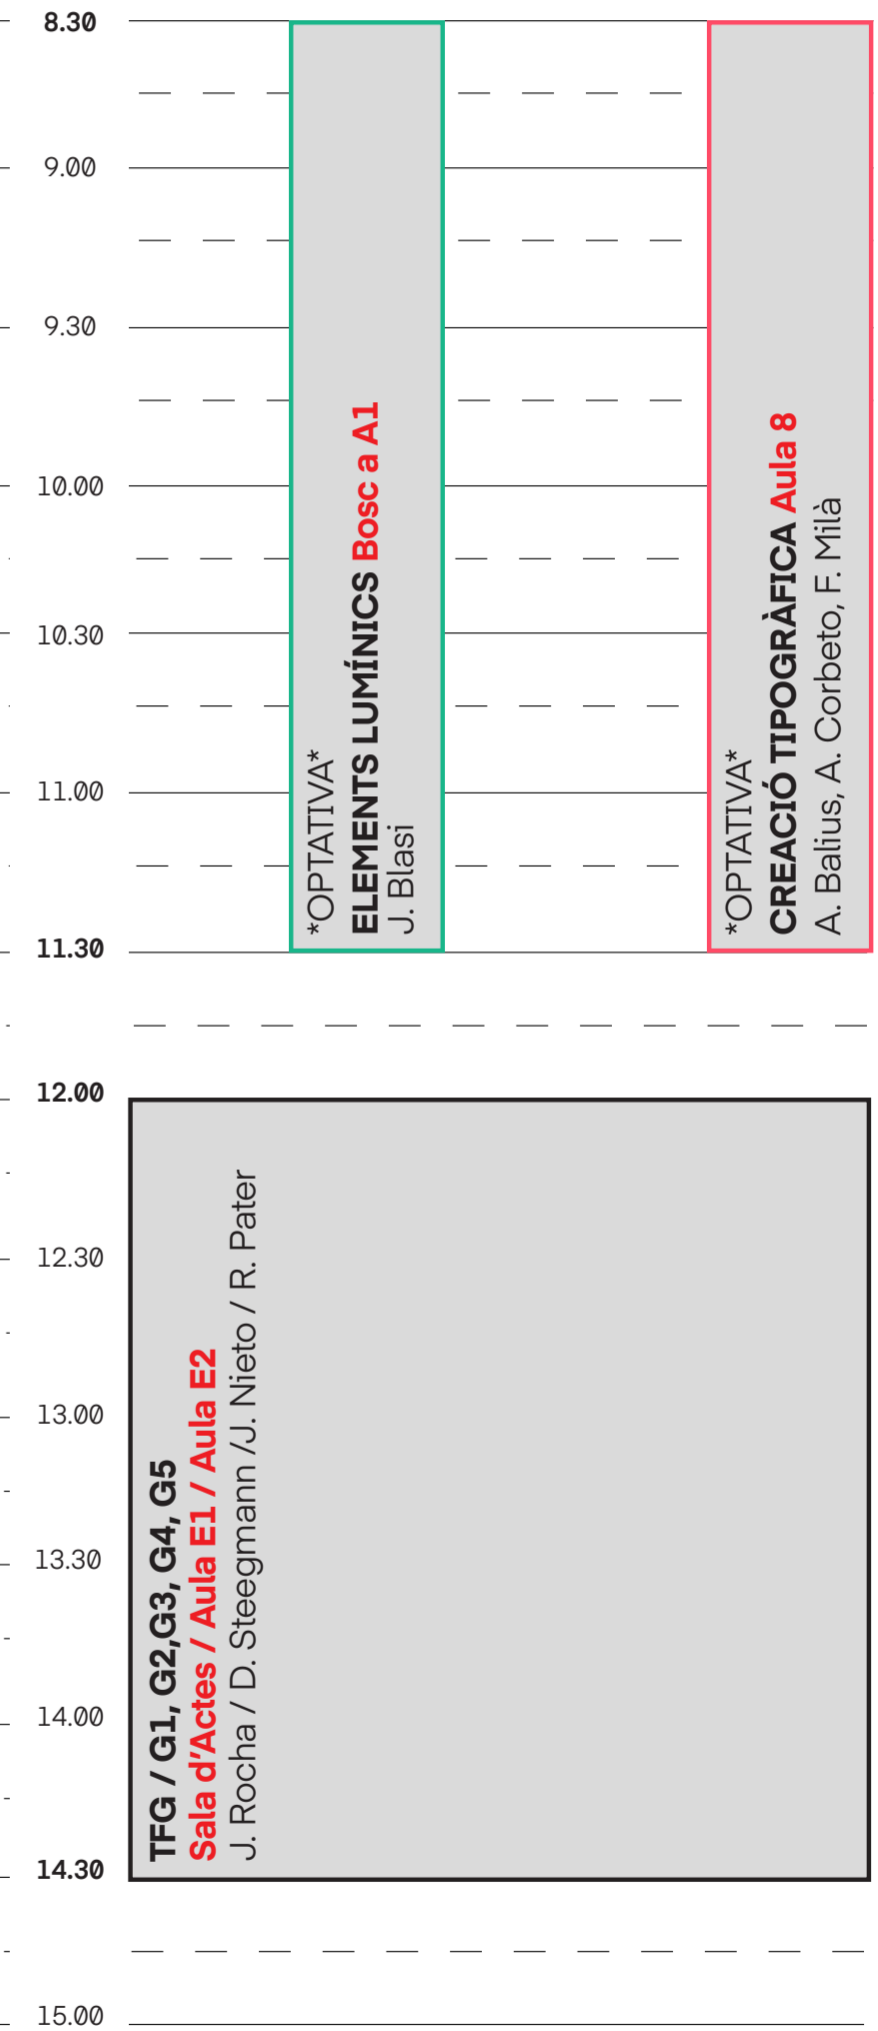 8.30
9.00
9.30
10.00
10.30
11.00
11.30
12.00
12.30
13.00
13.30
14.00
14.30
15.00
*OPTATIVA*
ELEMENTS LUMÍNICS Bosc a A1
J. Blasi
*OPTATIVA*
CREACIÓ TIPOGRÀFICA Aula 8
A. Balius, A. Corbeto, F. Milà
TFG / G1, G2,G3, G4, G5
Sala d'Actes / Aula E1 / Aula E2
J. Rocha / D. Steegmann /J. Nieto / R. Pater